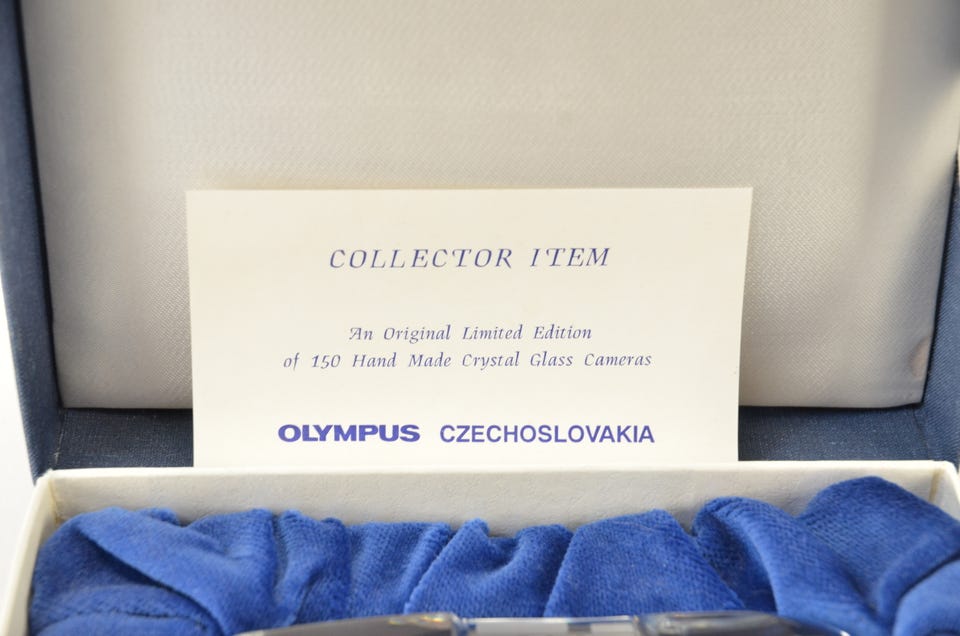 COLLECTOR ITEM
An Original Limited Edition
of 150 Hand Made Crystal Glass Cameras
OLYMPUS CZECHOSLOVAKIA